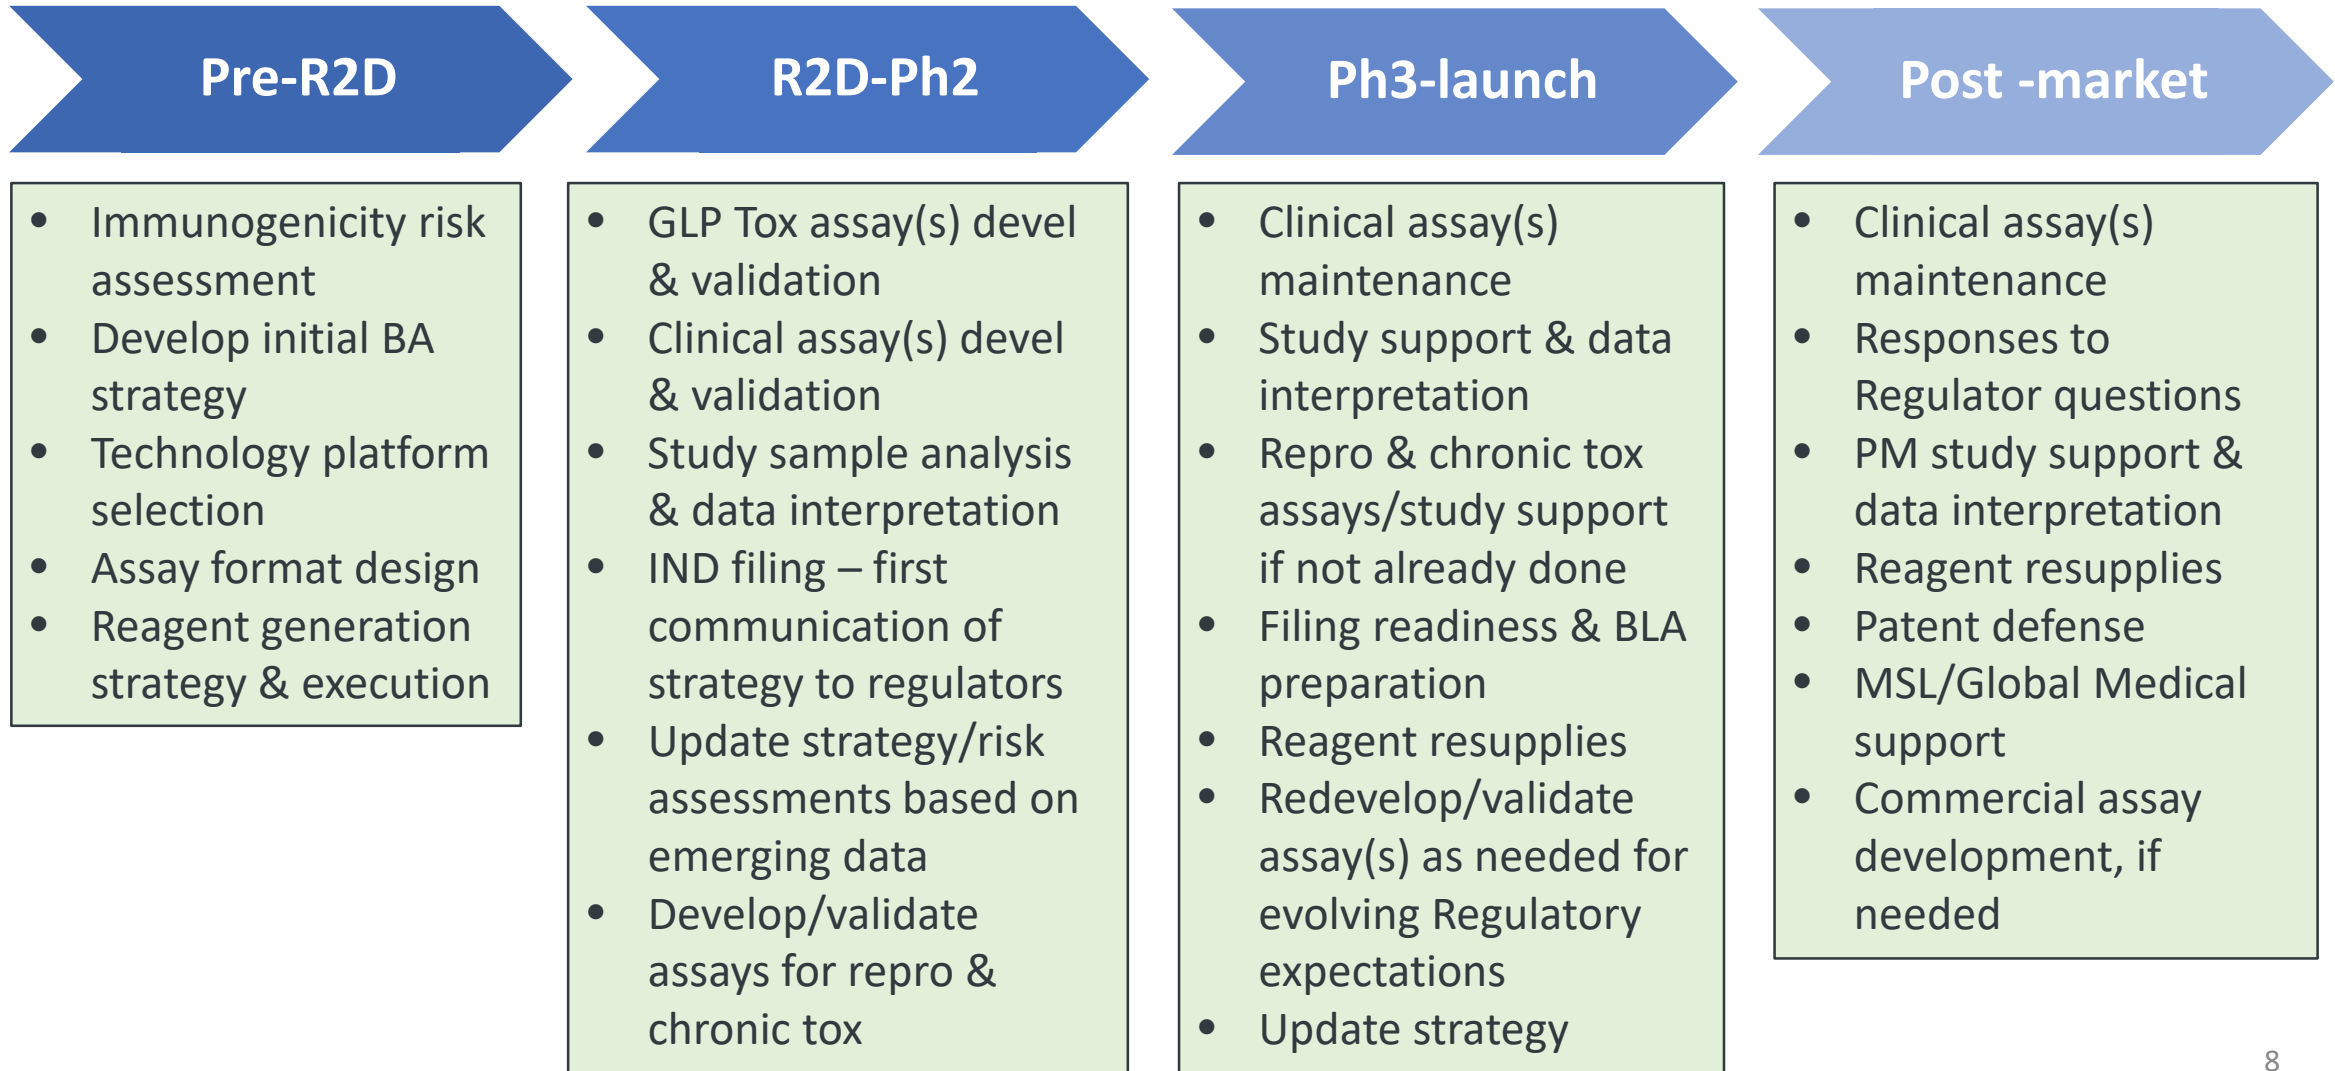 Pre-R2D
R2D-Ph2
Ph3-launch
Post -market
• Immunogenicity risk
assessment
• Develop initial BA
strategy
• Technology platform
selection
• Assay format design
• Reagent generation
strategy & execution
• GLP Tox assay(s) devel
& validation
• Clinical assay(s) devel
& validation
• Study sample analysis
& data interpretation
• IND filing – first
communication of
strategy to regulators
• Update strategy/risk
assessments based on
emerging data
• Develop/validate
assays for repro &
chronic tox
• Clinical assay(s)
maintenance
• Study support & data
interpretation
• Repro & chronic tox
assays/study support
if not already done
• Filing readiness & BLA
preparation
• Reagent resupplies
• Redevelop/validate
assay(s) as needed for
evolving Regulatory
expectations
• Update strategy
• Clinical assay(s)
maintenance
• Responses to
Regulator questions
• PM study support &
data interpretation
• Reagent resupplies
• Patent defense
• MSL/Global Medical
support
• Commercial assay
development, if
needed
8